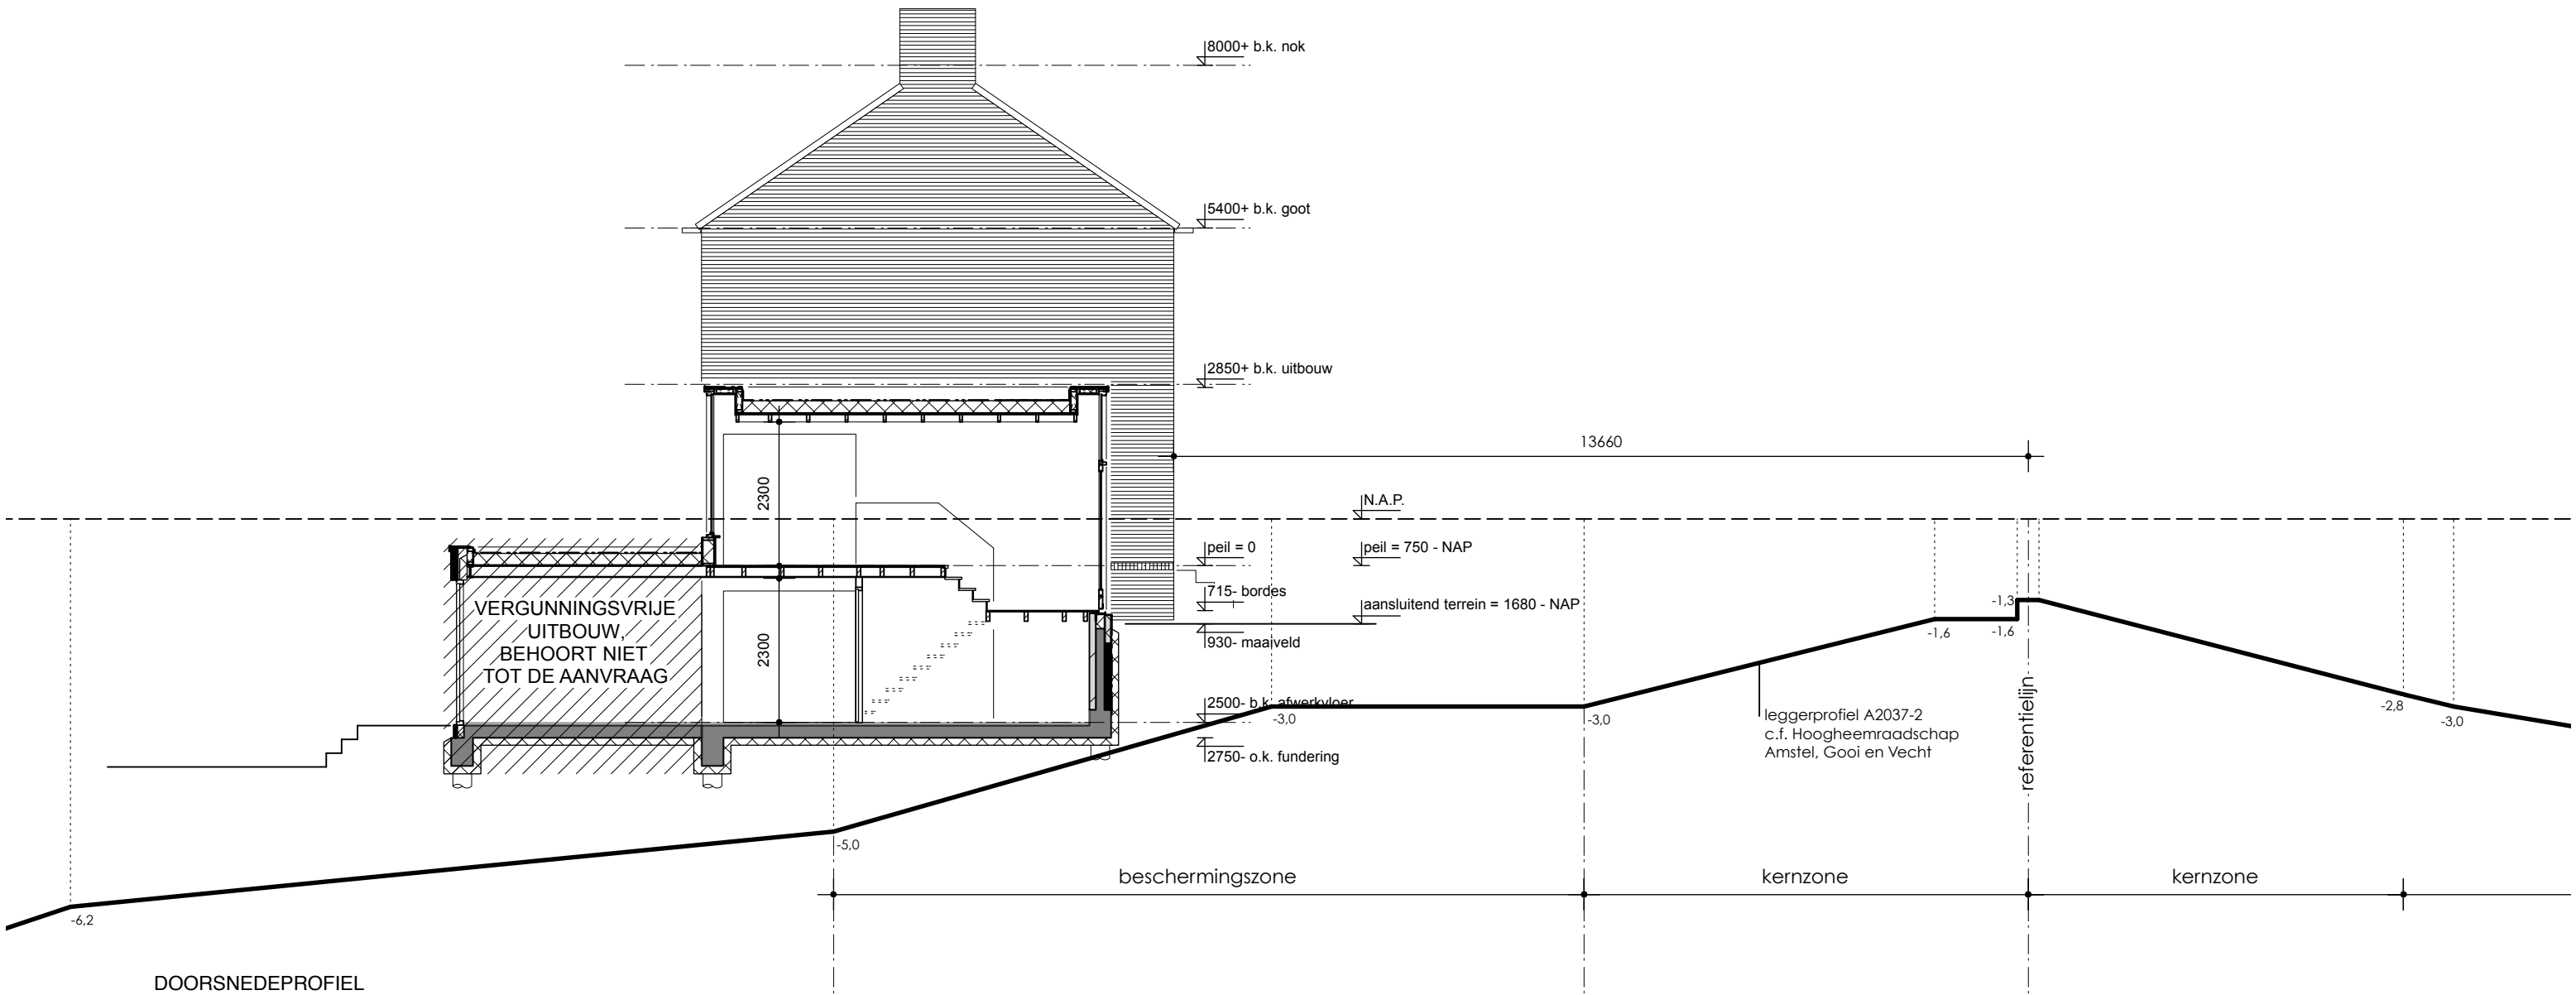 8000+ b.k. nok
5400+ b.k. goot
2850+ b.k. uitbouw
13660
2300
N.A.P.
peil = 0
peil = 750 - NAP
715- bordes
aansluitend terrein = 1680 - NAP
930- maaiveld
-1,3
-1,6
-1,6
VERGUNNINGSVRIJE
UITBOUW,
BEHOORT NIET
TOT DE AANVRAAG
2300
2500- b.k. afwerkvloer
-3,0
-3,0
2750- o.k. fundering
leggerprofiel A2037-2
c.f. Hoogheemraadschap
Amstel, Gooi en Vecht
referentielijn
-2,8
-3,0
-5,0
beschermingszone
kernzone
kernzone
-6,2
DOORSNEDEPROFIEL